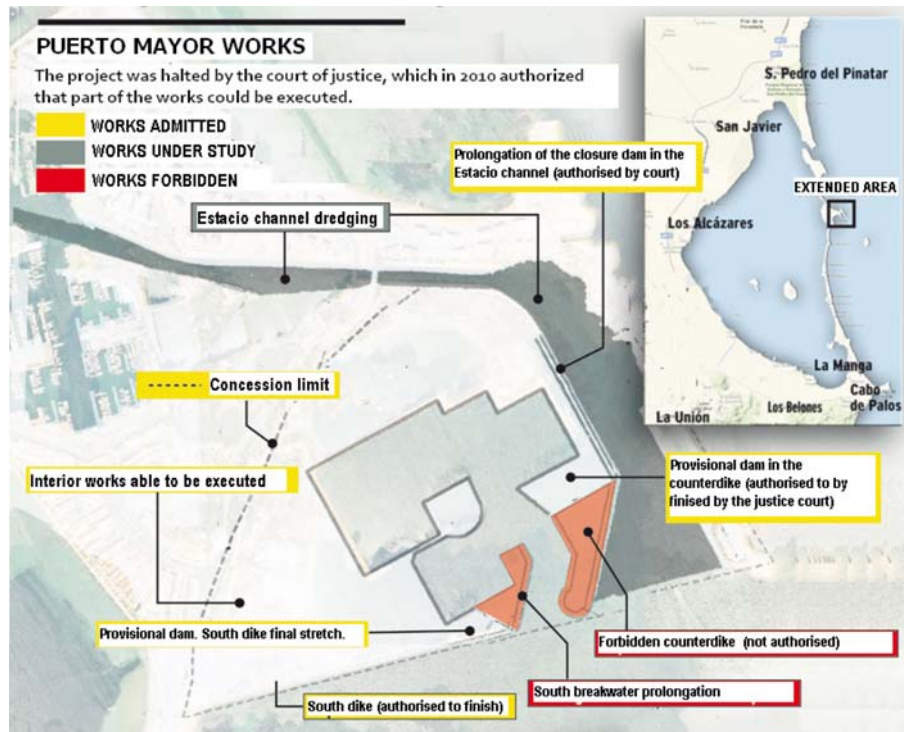 PUERTO MAYOR WORKS
The project was halted by the court of justice, which in 2010 authorized
that part of the works could be executed.
WORKS ADMITTED
WORKS UNDER STUDY
WORKS FORBIDDEN
Prolongation of the closure dam in the
Estacio channel (authorised by court)
Estacio channel dredging
Concession limit
Interior works able to be executed
Provisional dam in the
counterdike (authorised to by
finised by the justice court)
Provisional dam. South dike final stretch.
Forbidden counterdike (not authorised)
South breakwater prolongation
South dike (authorised to finish)
S. Pedro del Pinatar
San Javier
EXTENDED AREA
Los Alcázares
La Manga
Cabo
de Palos
La Unión
Los Belones